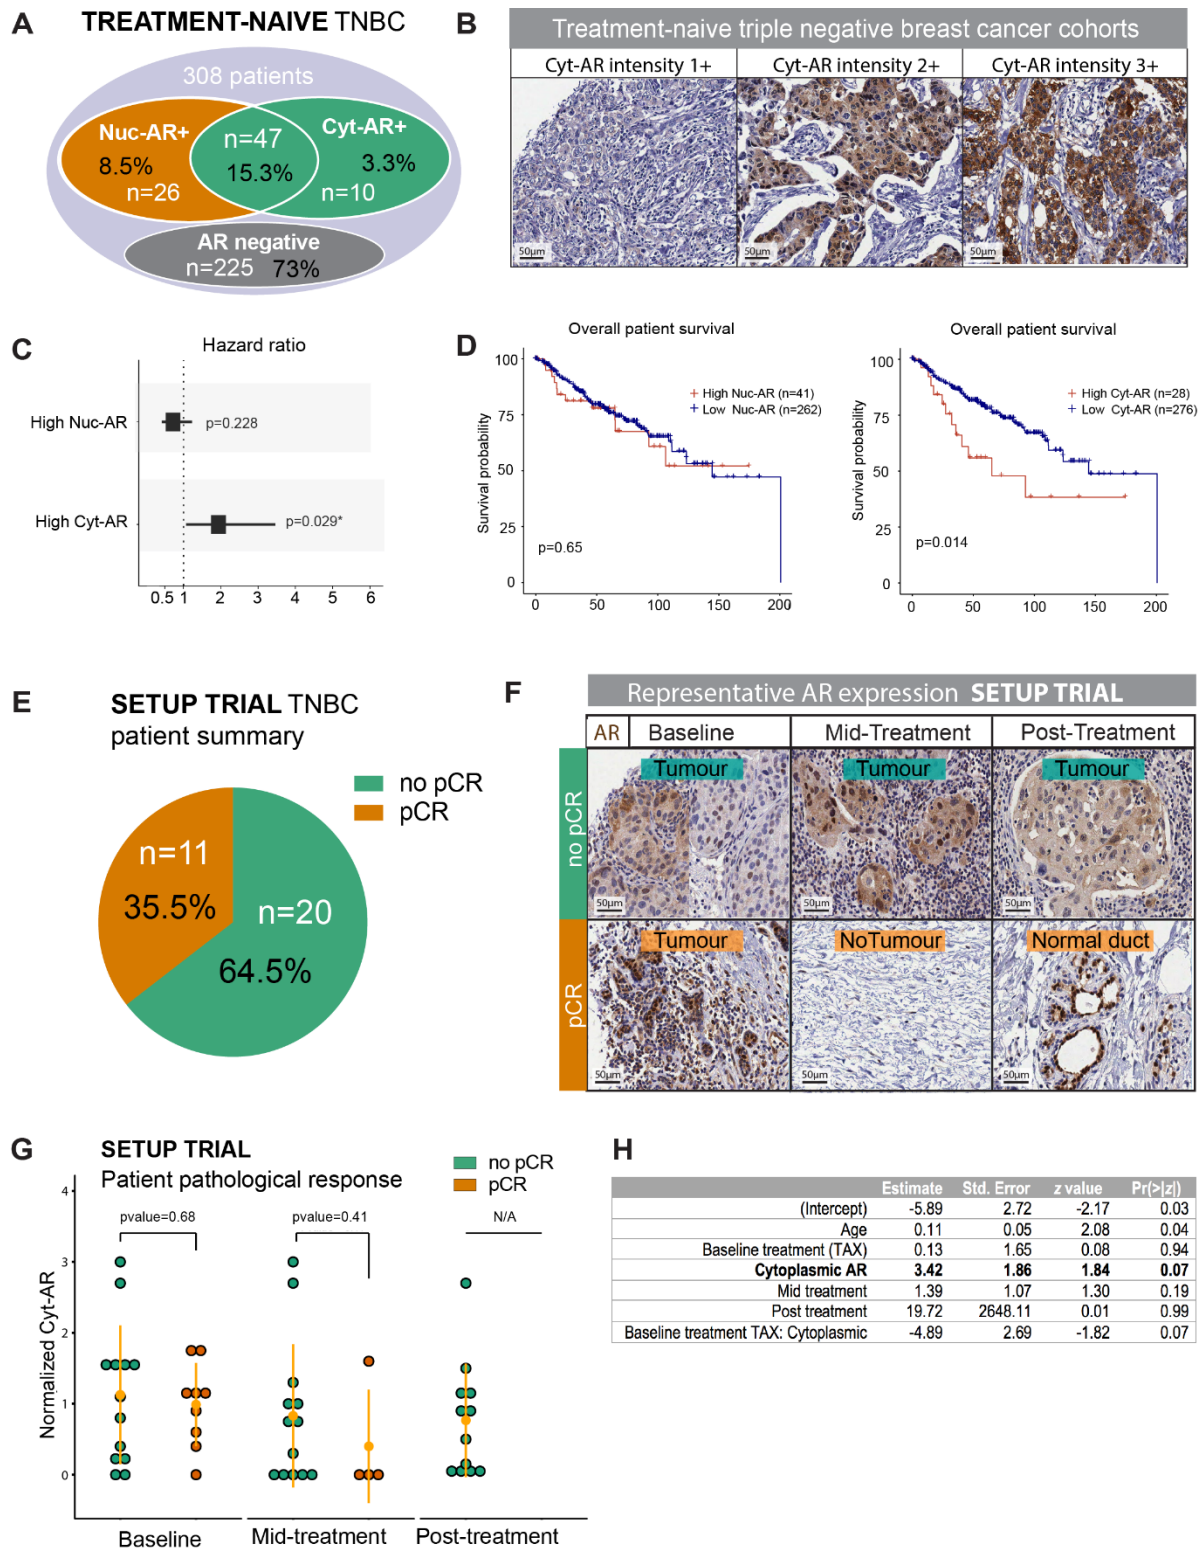 A
TREATMENT-NAIVE TNBC
308 patients
Nuc-AR+
8.5%
n=26
n=47
15.3%
Cyt-AR+
3.3%
n=10
AR negative
n=225 73%
B
Treatment-naive triple negative breast cancer cohorts
Cyt-AR intensity 1+
Cyt-AR intensity 2+
Cyt-AR intensity 3+
50µm
50µm
50µm
C
Hazard ratio
High Nuc-AR
p=0.228
High Cyt-AR
p=0.029*
0.5 1 2 3 4 5 6
D
Overall patient survival
Survival probability
100
75
50
25
0
High Nuc-AR (n=41)
Low Nuc-AR (n=262)
p=0.65
0 50 100 150 200
Overall patient survival
Survival probability
100
75
50
25
0
High Cyt-AR (n=28)
Low Cyt-AR (n=276)
p=0.014
0 50 100 150 200
E
SETUP TRIAL TNBC
patient summary
no pCR
pCR
n=11
35.5%
n=20
64.5%
F
Representative AR expression SETUP TRIAL
AR Baseline
Mid-Treatment
Post-Treatment
no pCR
Tumour
Tumour
Tumour
50µm
50µm
50µm
pCR
Tumour
NoTumour
Normal duct
50µm
50µm
50µm
G
SETUP TRIAL
Patient pathological response
no pCR
pCR
Normalized Cyt-AR
4
3
2
1
0
pvalue=0.68
pvalue=0.41
N/A
Baseline
Mid-treatment
Post-treatment
H
Estimate Std. Error z value Pr(>|z|)
(Intercept) -5.89 2.72 -2.17 0.03
Age 0.11 0.05 2.08 0.04
Baseline treatment (TAX) 0.13 1.65 0.08 0.94
Cytoplasmic AR 3.42 1.86 1.84 0.07
Mid treatment 1.39 1.07 1.30 0.19
Post treatment 19.72 2648.11 0.01 0.99
Baseline treatment TAX: Cytoplasmic -4.89 2.69 -1.82 0.07